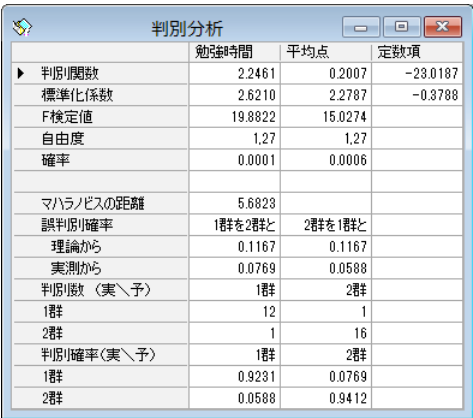 判別分析
勉強時間 平均点 定数項
判別関数 2.2461 0.2007 -23.0187
標準化係数 2.6210 2.2787 -0.3788
F検定値 19.8822 15.0274
自由度 1,27 1,27
確率 0.0001 0.0006
マハラノビスの距離 5.6823
誤判別確率 1群を2群と 2群を1群と
理論から 0.1167 0.1167
実測から 0.0769 0.0588
判別数 (実\予) 1群 2群
1群 12 1
2群 1 16
判別確率(実\予) 1群 2群
1群 0.9231 0.0769
2群 0.0588 0.9412